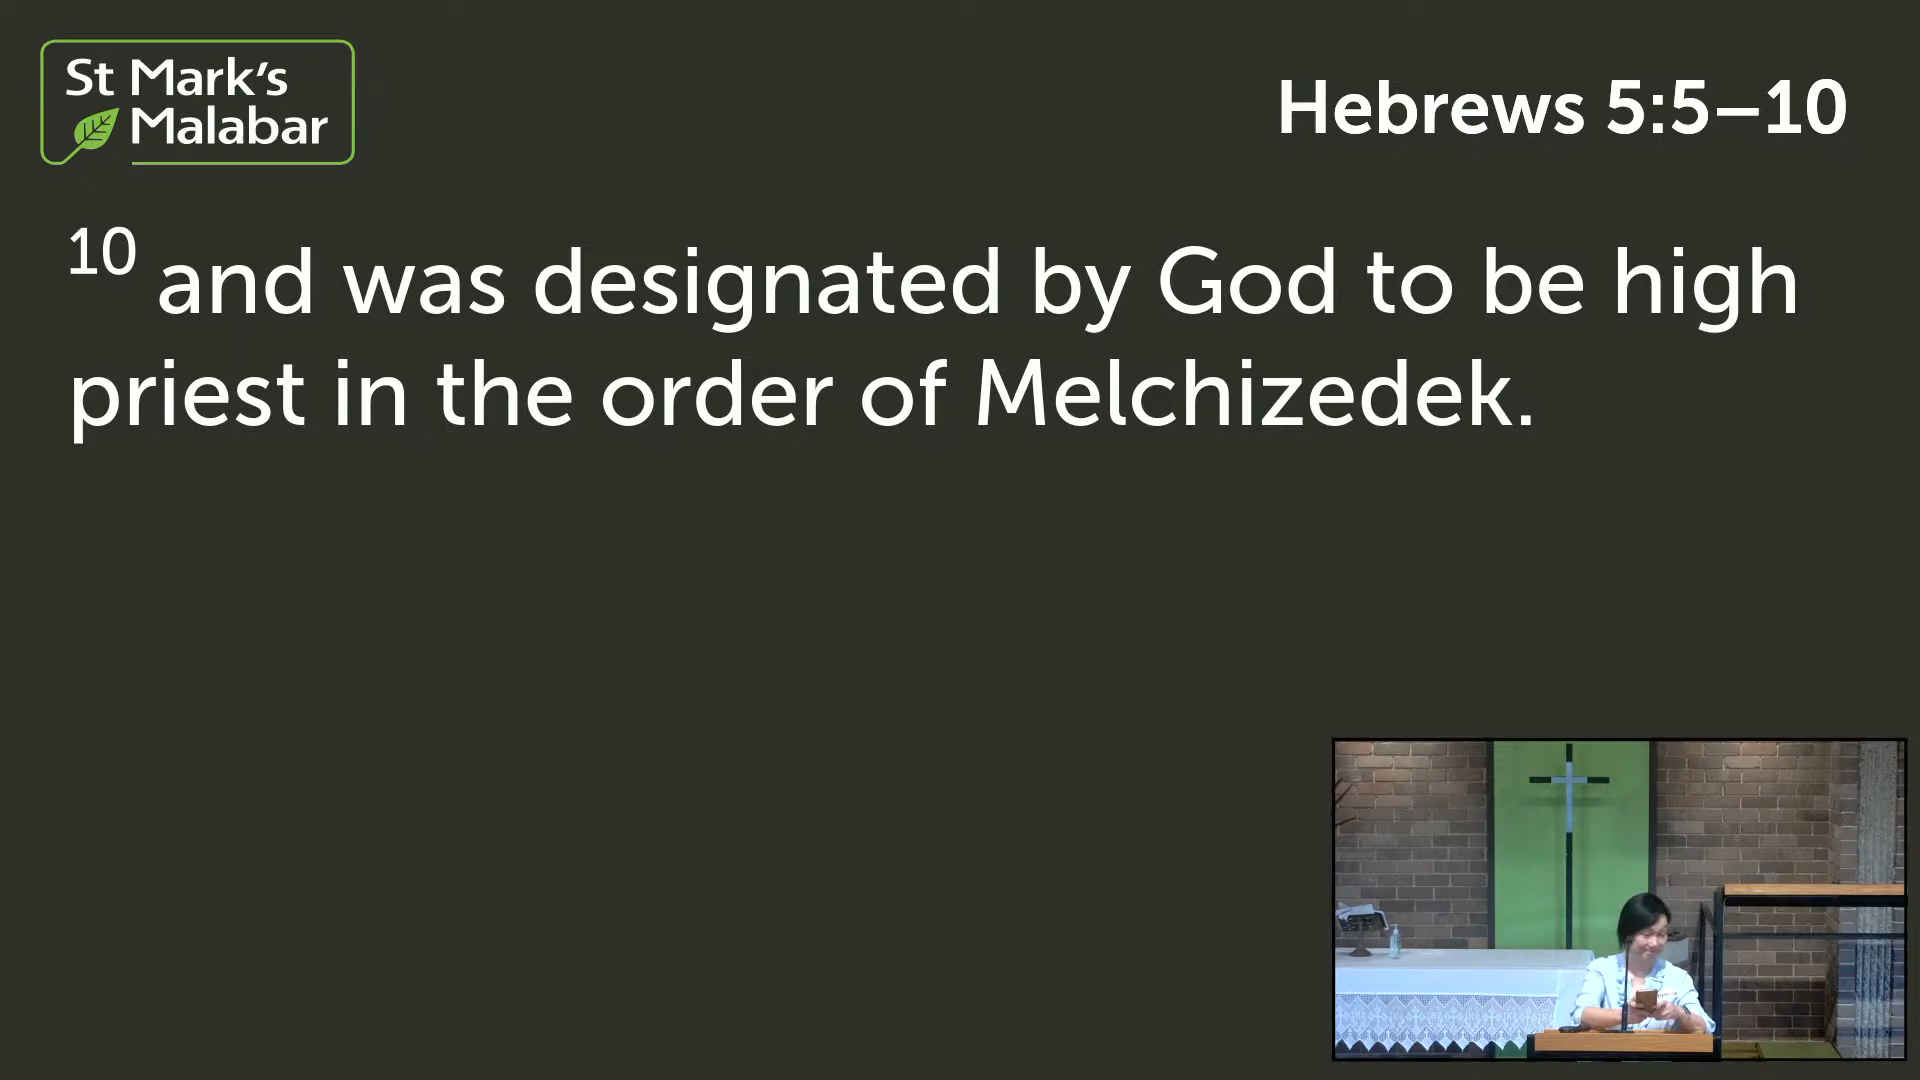 St Mark's
Malabar
Hebrews 5:5–10
10 and was designated by God to be high
priest in the order of Melchizedek.